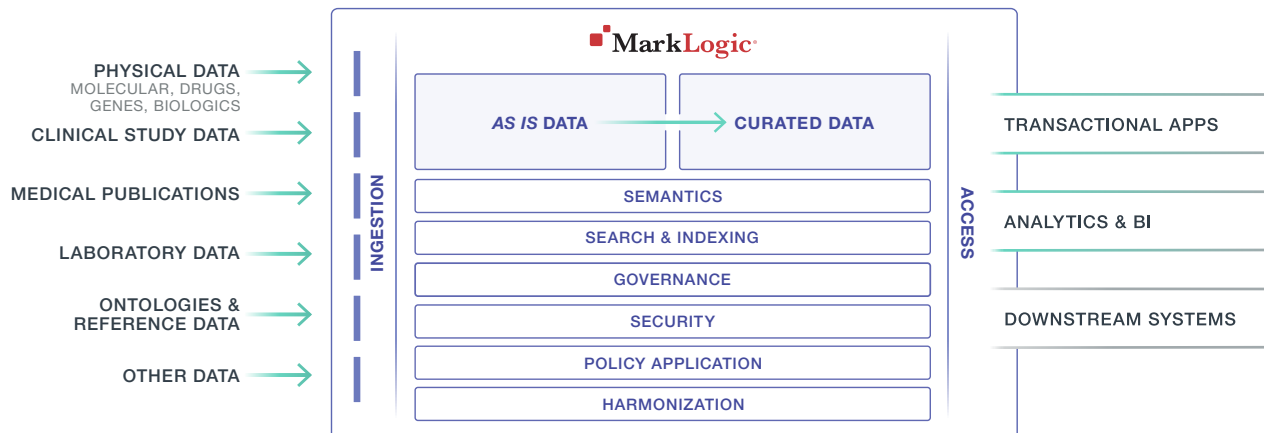 MarkLogic
PHYSICAL DATA
MOLECULAR, DRUGS,
GENES, BIOLOGICS
CLINICAL STUDY DATA
MEDICAL PUBLICATIONS
LABORATORY DATA
ONTOLOGIES &
REFERENCE DATA
OTHER DATA
INGESTION
AS IS DATA
CURATED DATA
SEMANTICS
SEARCH & INDEXING
GOVERNANCE
SECURITY
POLICY APPLICATION
HARMONIZATION
ACCESS
TRANSACTIONAL APPS
ANALYTICS & BI
DOWNSTREAM SYSTEMS